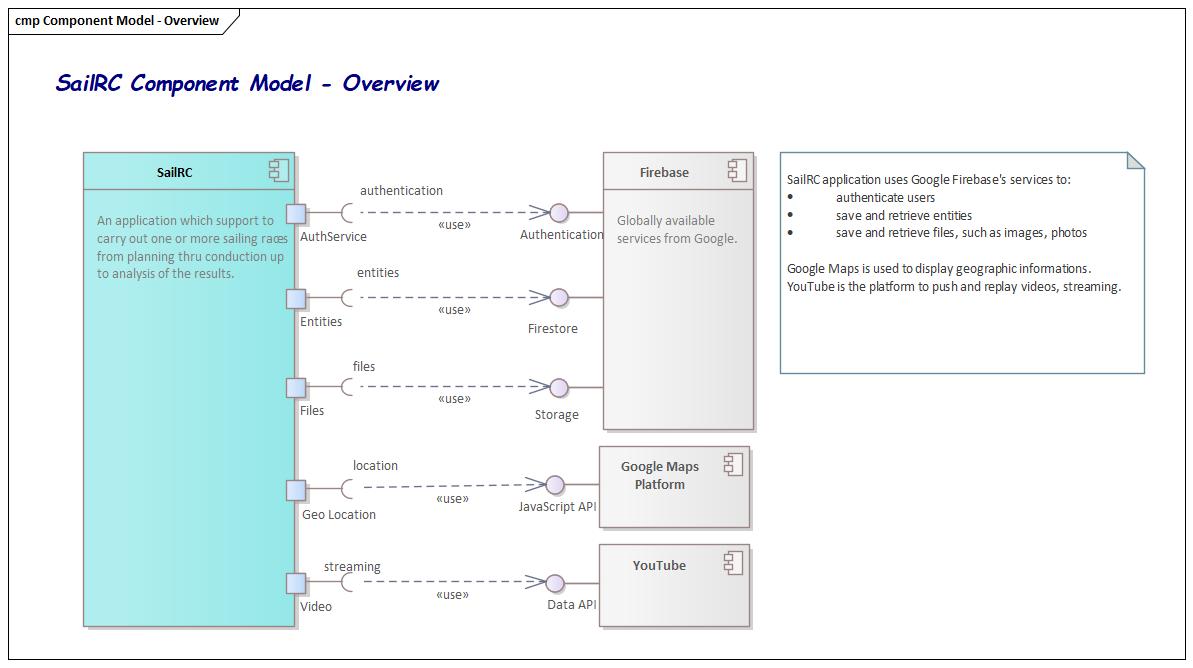 cmp Component Model - Overview
SailRC Component Model - Overview
SailRC
An application which support to
carry out one or more sailing races
from planning thru conduction up
to analysis of the results.
authentication
«use»
AuthService
Authentication
entities
«use»
Entities
Firestore
files
«use»
Files
Storage
location
«use»
Geo Location
JavaScript API
streaming
«use»
Video
Data API
Firebase
Globally available
services from Google.
Google Maps
Platform
YouTube
SailRC application uses Google Firebase's services to:
• authenticate users
• save and retrieve entities
• save and retrieve files, such as images, photos
Google Maps is used to display geographic informations.
YouTube is the platform to push and replay videos, streaming.